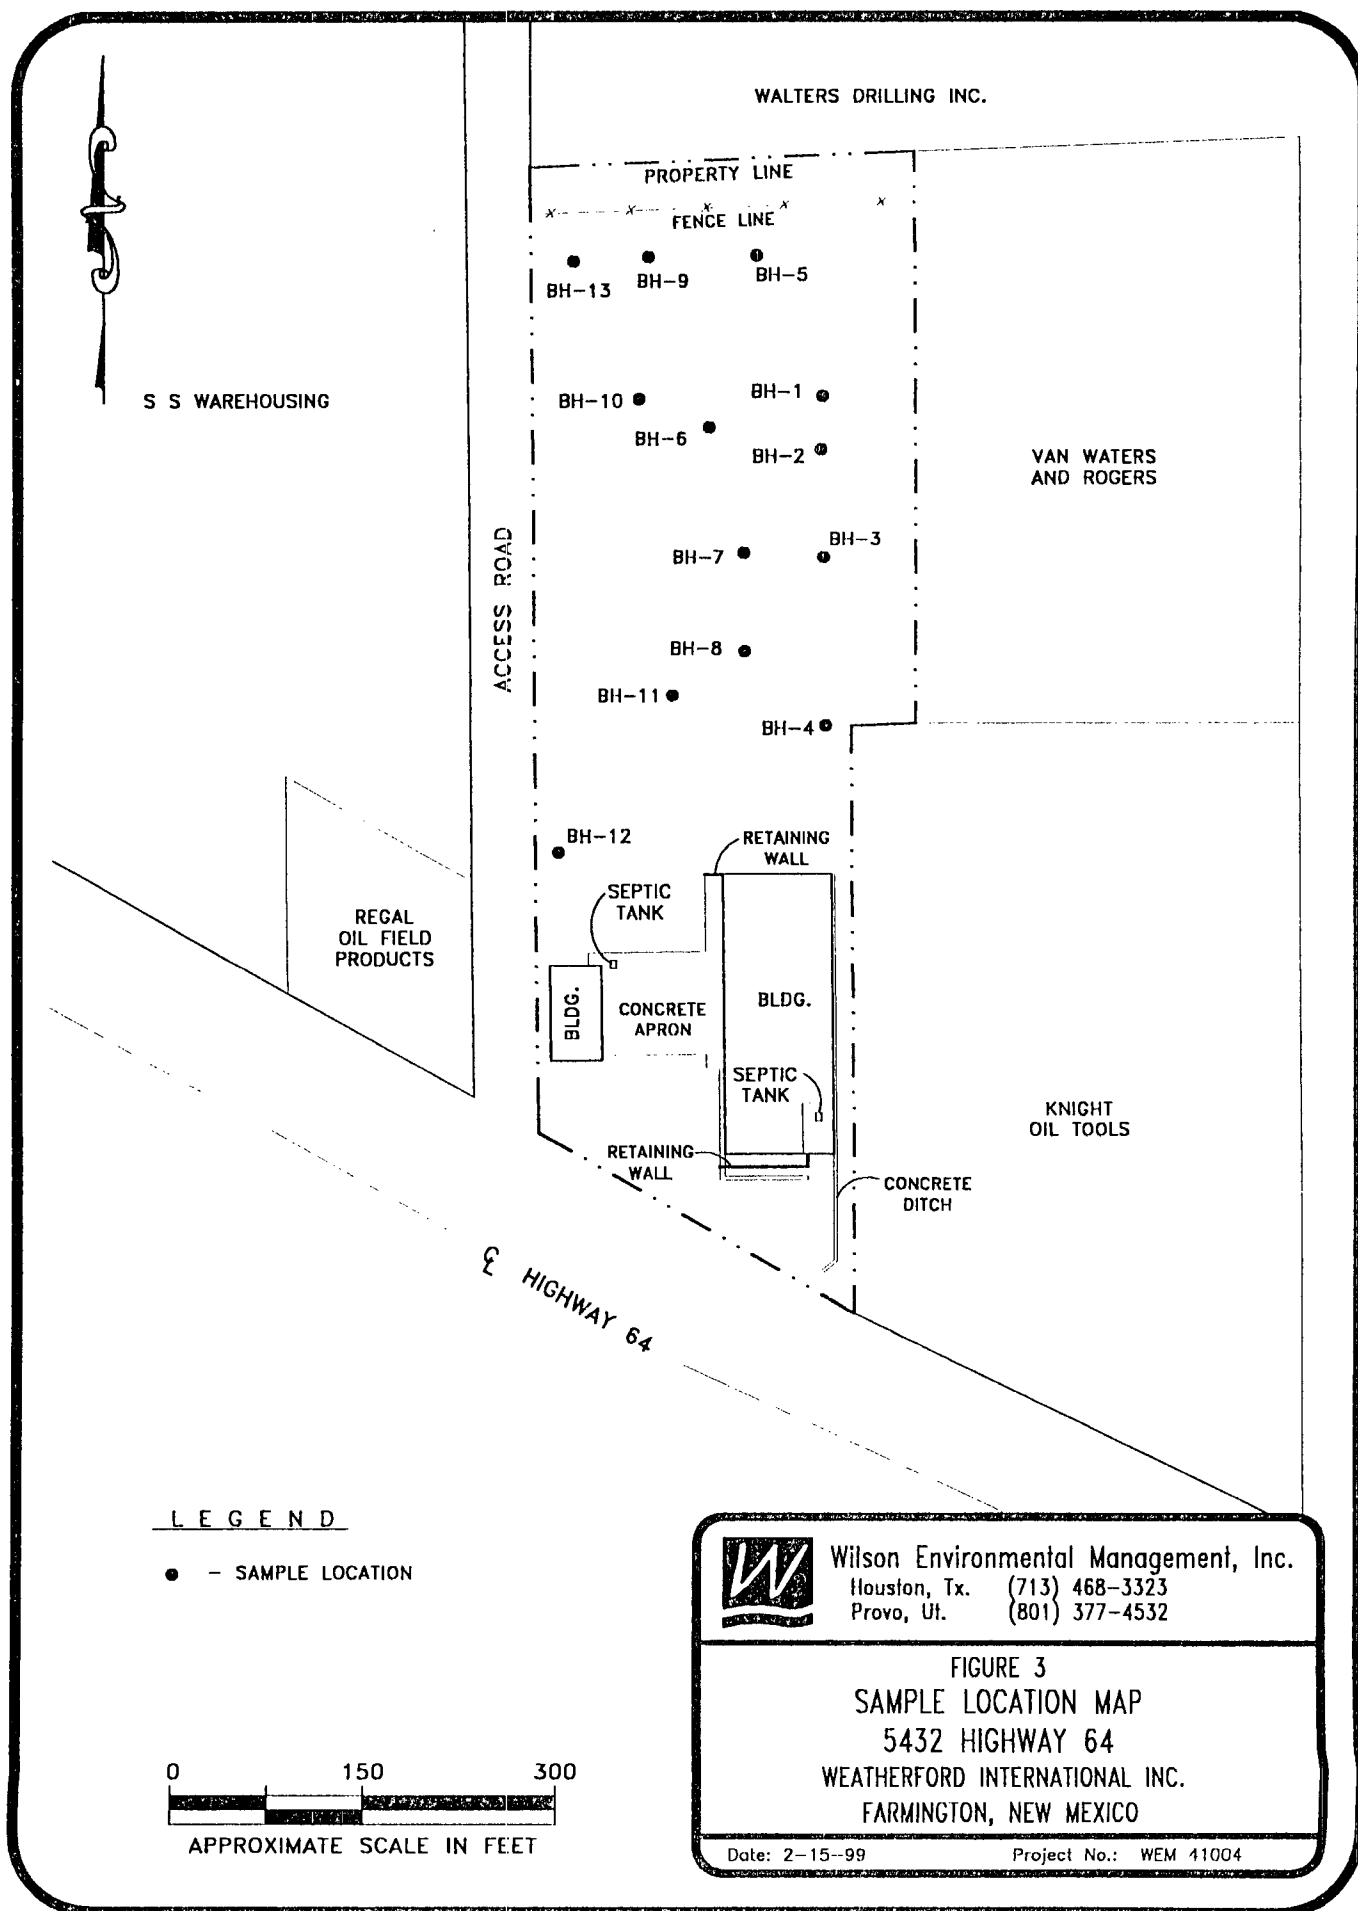 WALTERS DRILLING INC.
PROPERTY LINE
x x x x x
FENCE LINE
BH-13
BH-9
BH-5
S S WAREHOUSING
BH-10
BH-1
BH-6
BH-2
VAN WATERS
AND ROGERS
ACCESS ROAD
BH-7
BH-3
BH-8
BH-11
BH-4
BH-12
RETAINING
WALL
SEPTIC
TANK
REGAL
OIL FIELD
PRODUCTS
BLDG.
CONCRETE
APRON
BLDG.
SEPTIC
TANK
KNIGHT
OIL TOOLS
RETAINING
WALL
CONCRETE
DITCH
℄ HIGHWAY 64
LEGEND
● - SAMPLE LOCATION
0 150 300
APPROXIMATE SCALE IN FEET
W
Wilson Environmental Management, Inc.
Houston, Tx. (713) 468-3323
Provo, Ut. (801) 377-4532
FIGURE 3
SAMPLE LOCATION MAP
5432 HIGHWAY 64
WEATHERFORD INTERNATIONAL INC.
FARMINGTON, NEW MEXICO
Date: 2-15--99 Project No.: WEM 41004